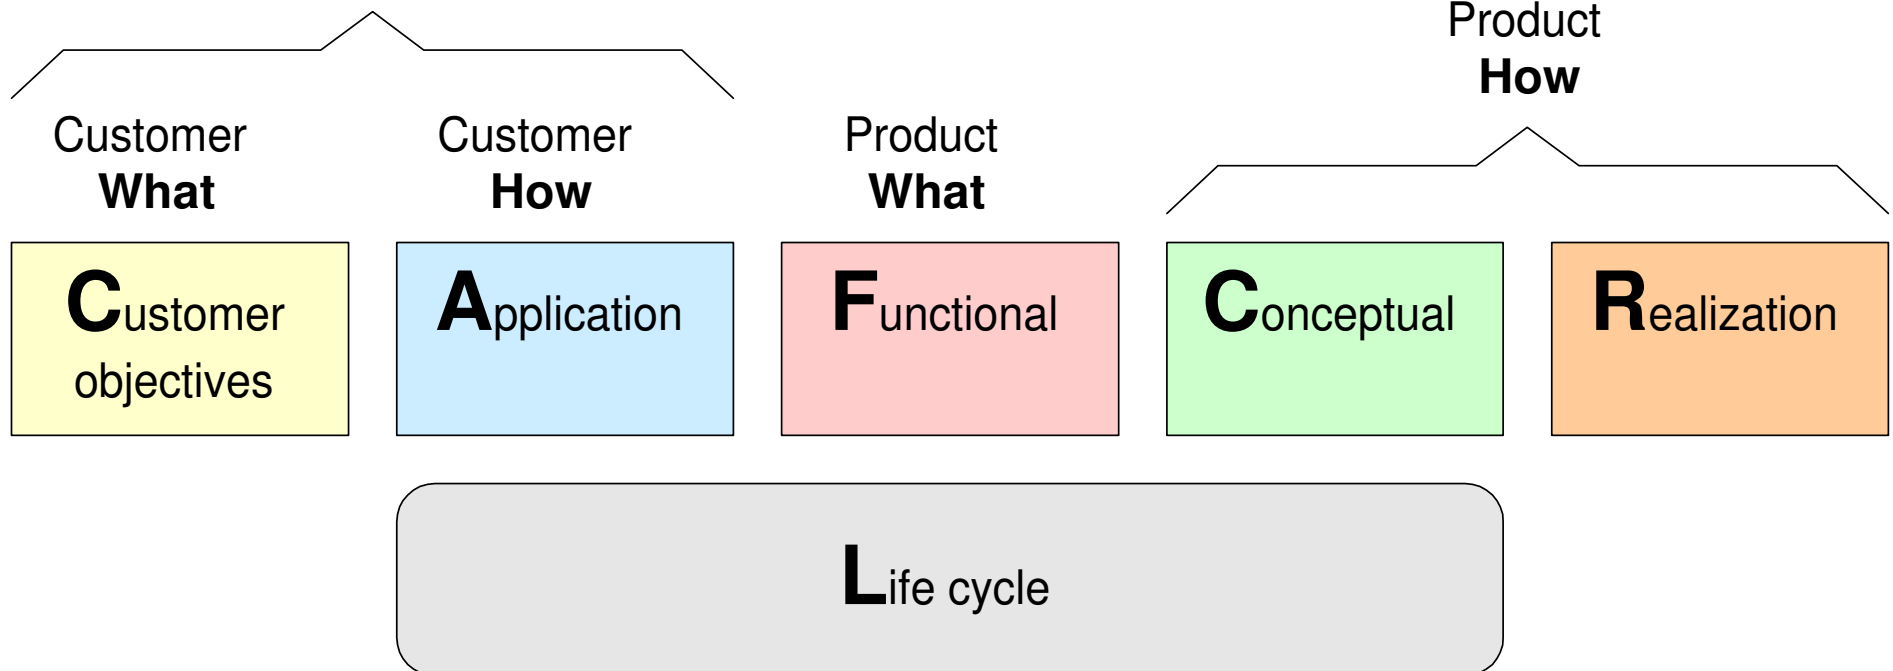 Product
How
Customer
What
Customer
How
Product
What
Customer
objectives
Application
Functional
Conceptual
Realization
Life cycle